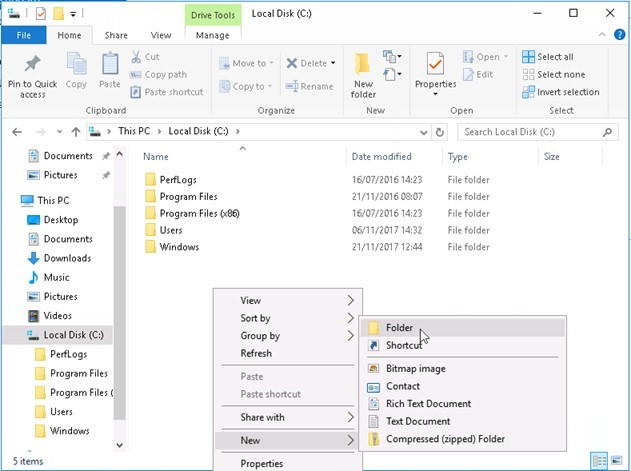 Drive Tools
Local Disk (C:)
File
Home
Share
View
Manage
Pin to Quick access
Copy
Paste
Cut
Copy path
Paste shortcut
Clipboard
Move to
Copy to
Delete
Rename
Organize
New folder
New
Properties
Open
Edit
Open
Select all
Select none
Invert selection
Select
This PC > Local Disk (C:) >
Search Local Disk (C:)
Documents
Pictures
This PC
Desktop
Documents
Downloads
Music
Pictures
Videos
Local Disk (C:)
PerfLogs
Program Files
Program Files (
Users
Windows
Name Date modified Type Size
PerfLogs 16/07/2016 14:23 File folder
Program Files 21/11/2016 08:07 File folder
Program Files (x86) 16/07/2016 14:23 File folder
Users 06/11/2017 14:32 File folder
Windows 21/11/2017 12:44 File folder
View
Sort by
Group by
Refresh
Paste
Paste shortcut
Share with
New
Properties
Folder
Shortcut
Bitmap image
Contact
Rich Text Document
Text Document
Compressed (zipped) Folder
5 items